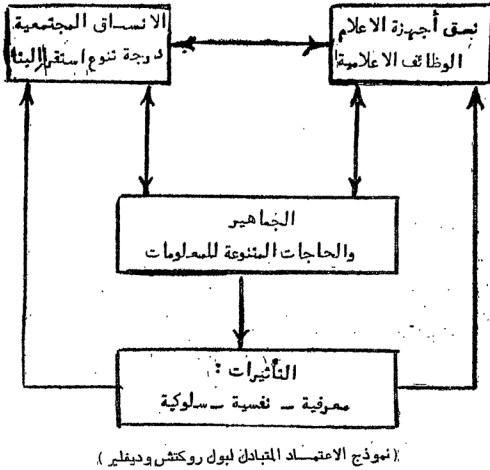 نسق أجهزة الاعلام
الوظائف الاعلامية
الانساق المجتمعية
درجة تنوع استقرار البنا
الجماهير
والحاجات المتنوعة للمعلومات
التأثيرات :
معرفية – نفسية – سلوكية
(نموذج الاعتماد المتبادل لبول روكتش وديفلير)